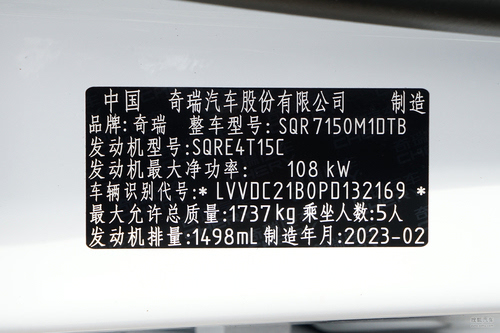 中国 奇瑞汽车股份有限公司 制造
品牌:奇瑞 整车型号:SQR7150M10TB
发动机型号:SQRE4T15C
发动机最大净功率: 108 kW
车辆识别代号:*LVVDC21B0PD132169*
最大允许总质量:1737kg 乘坐人数:5人
发动机排量:1498mL 制造年月:2023-02